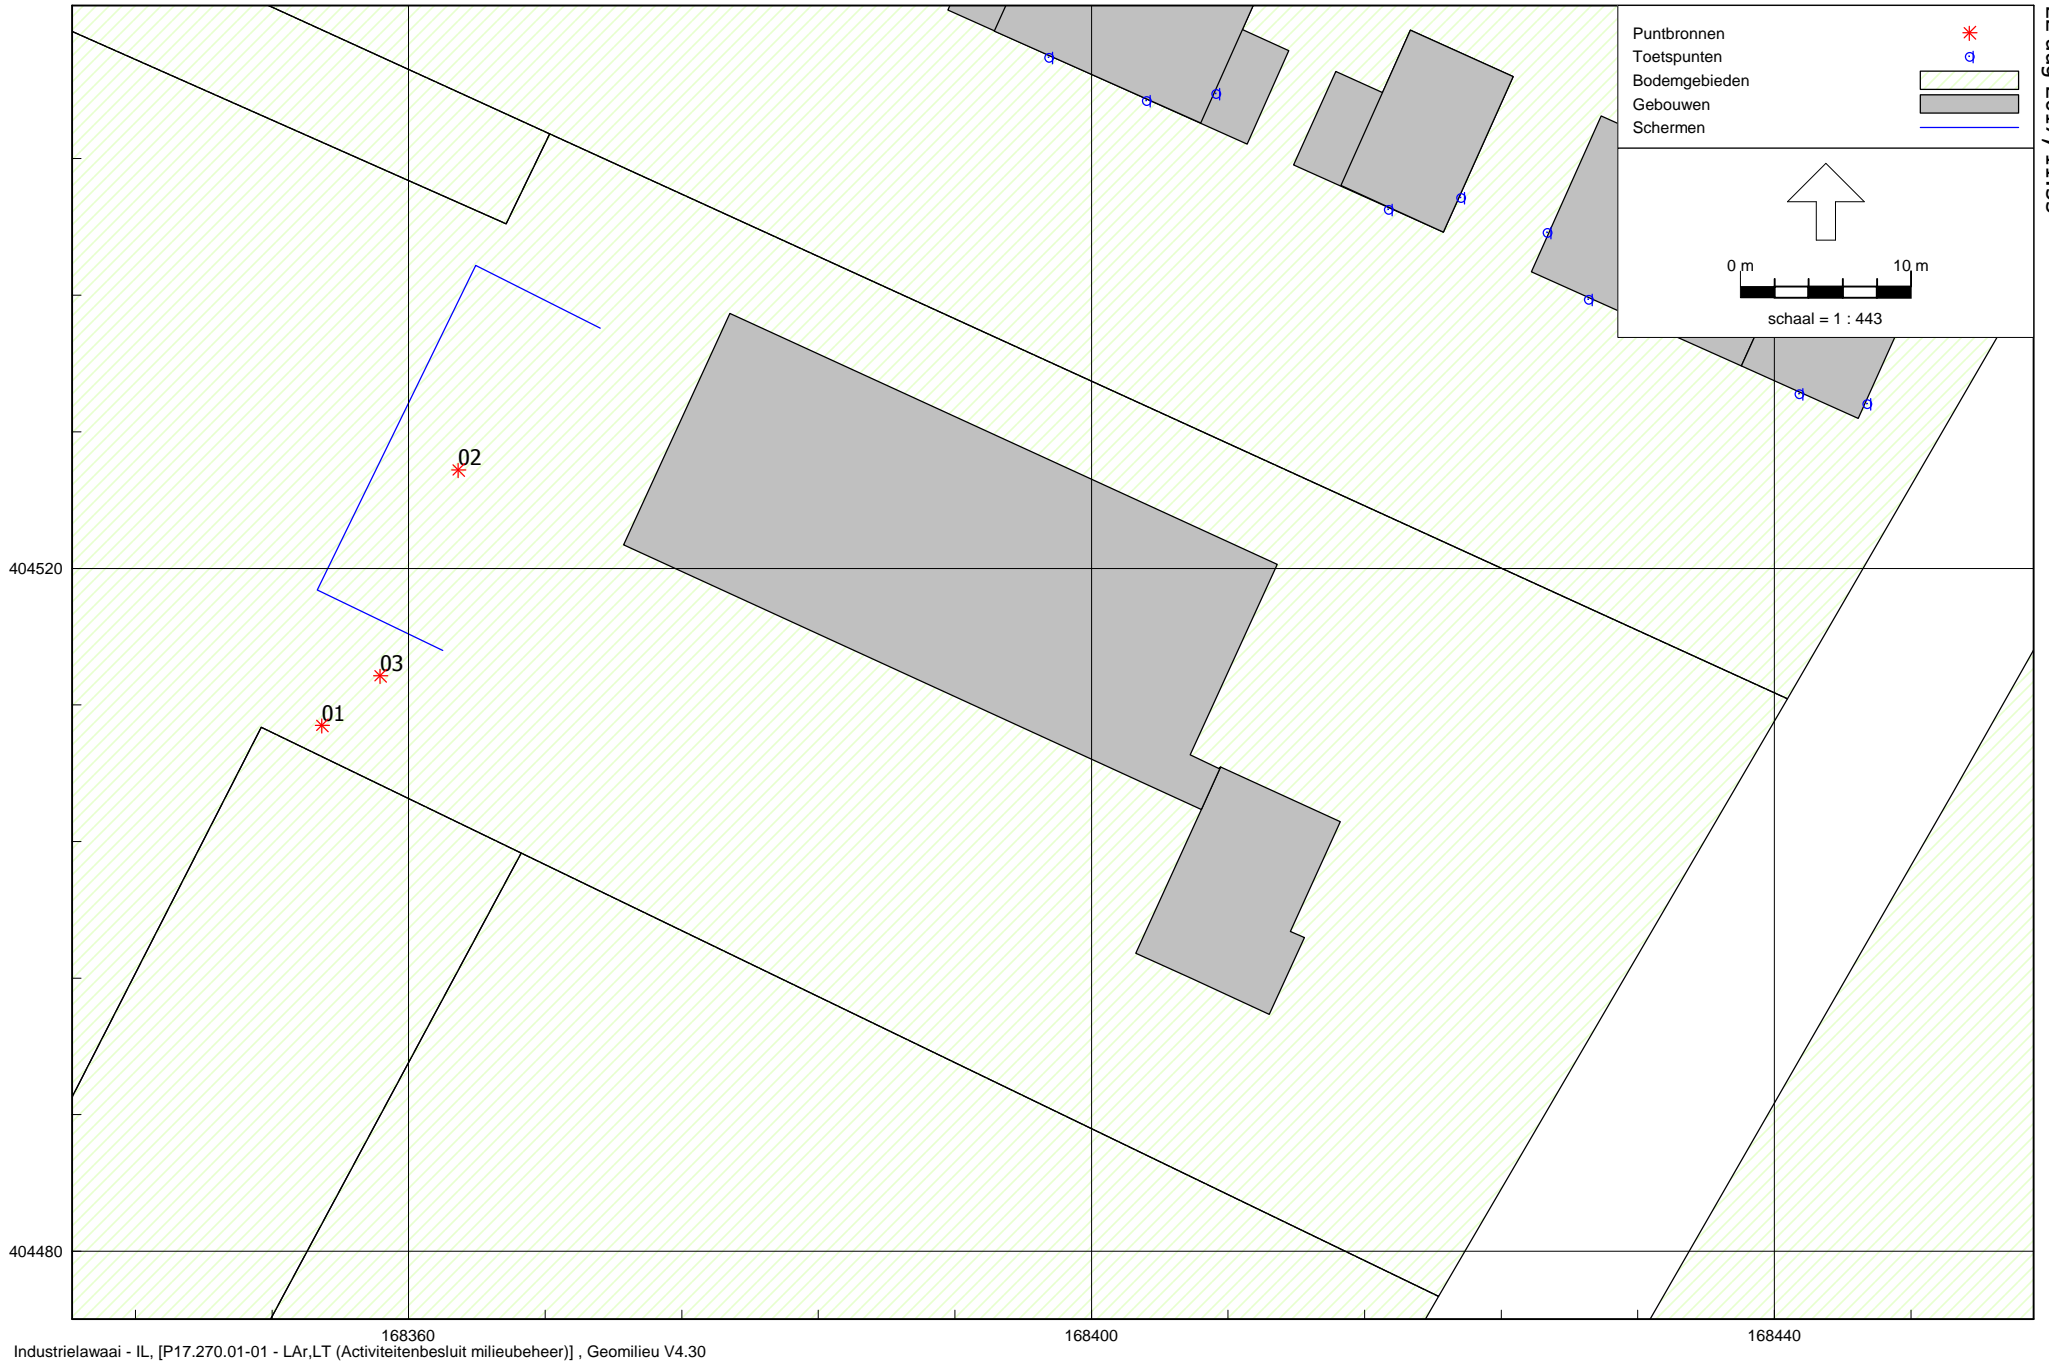 Puntbronnen
Toetspunten
Bodemgebieden
Gebouwen
Schermen
0 m 10 m
schaal = 1 : 443
02
03
01
404520
404480
168360 168400 168440
Industrielawaai - IL, [P17.270.01-01 - LAr,LT (Activiteitenbesluit milieubeheer)] , Geomilieu V4.30